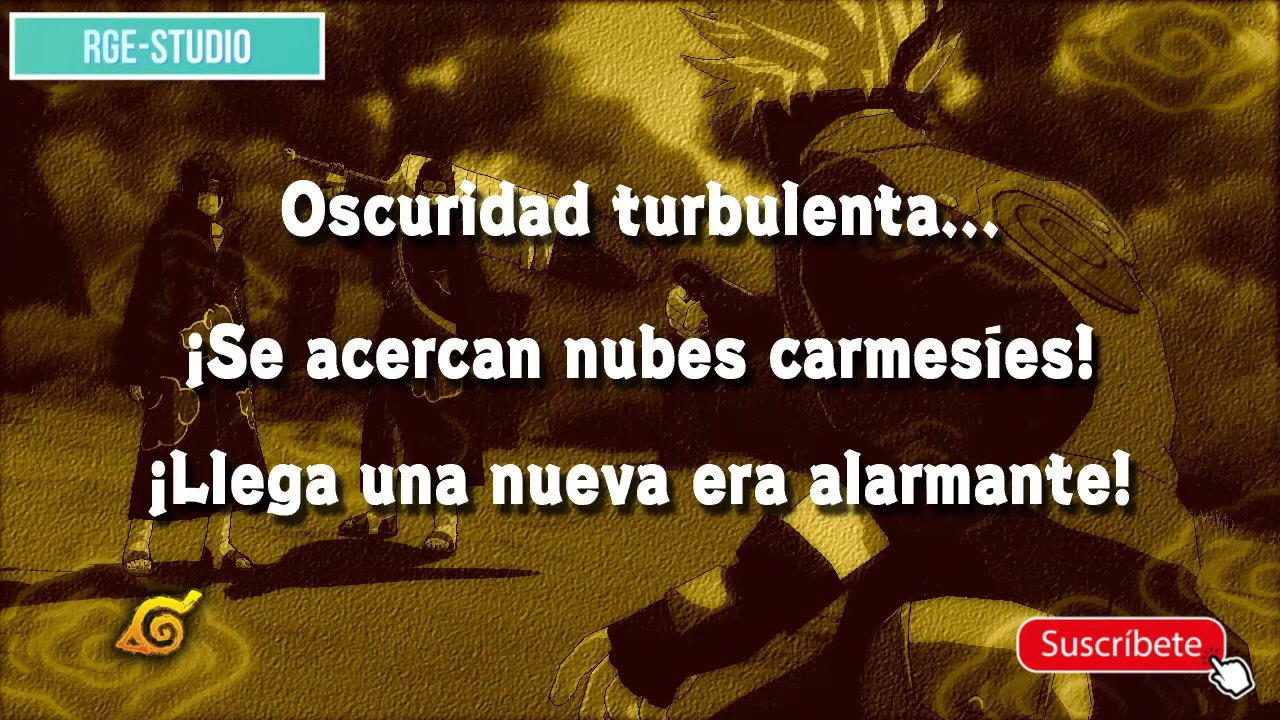 RGE-STUDIO
Oscuridad turbulenta...
¡Se acercan nubes carmesíes!
¡Llega una nueva era alarmante!
Suscríbete